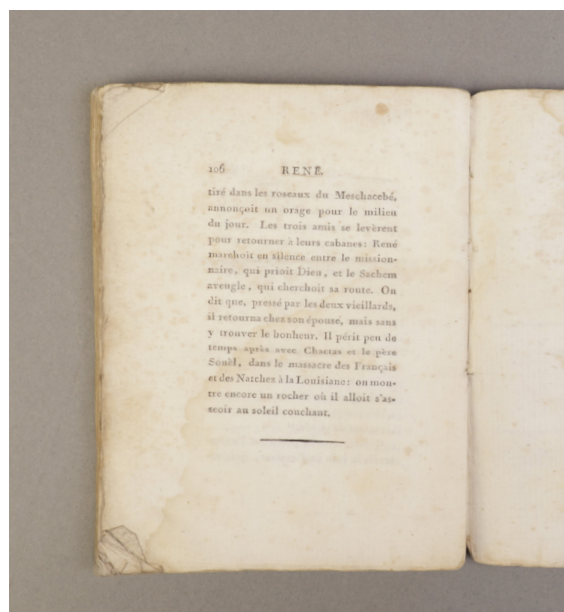 106 RENÉ.
tiré dans les roseaux du Meschacebé,
annonçoit un orage pour le milieu
du jour. Les trois amis se levèrent
pour retourner à leurs cabanes: René
marchoit en silence entre le mission-
naire, qui prioit Dieu, et le Sachem
aveugle, qui cherchoit sa route. On
dit que, pressé par les deux vieillards,
il retourna chez son épouse, mais sans
y trouver le bonheur. Il périt peu de
temps après avec Chactas et le père
Souël, dans le massacre des Français
et des Natchez à la Louisiane: on mon-
tre encore un rocher où il alloit s'as-
seoir au soleil couchant.